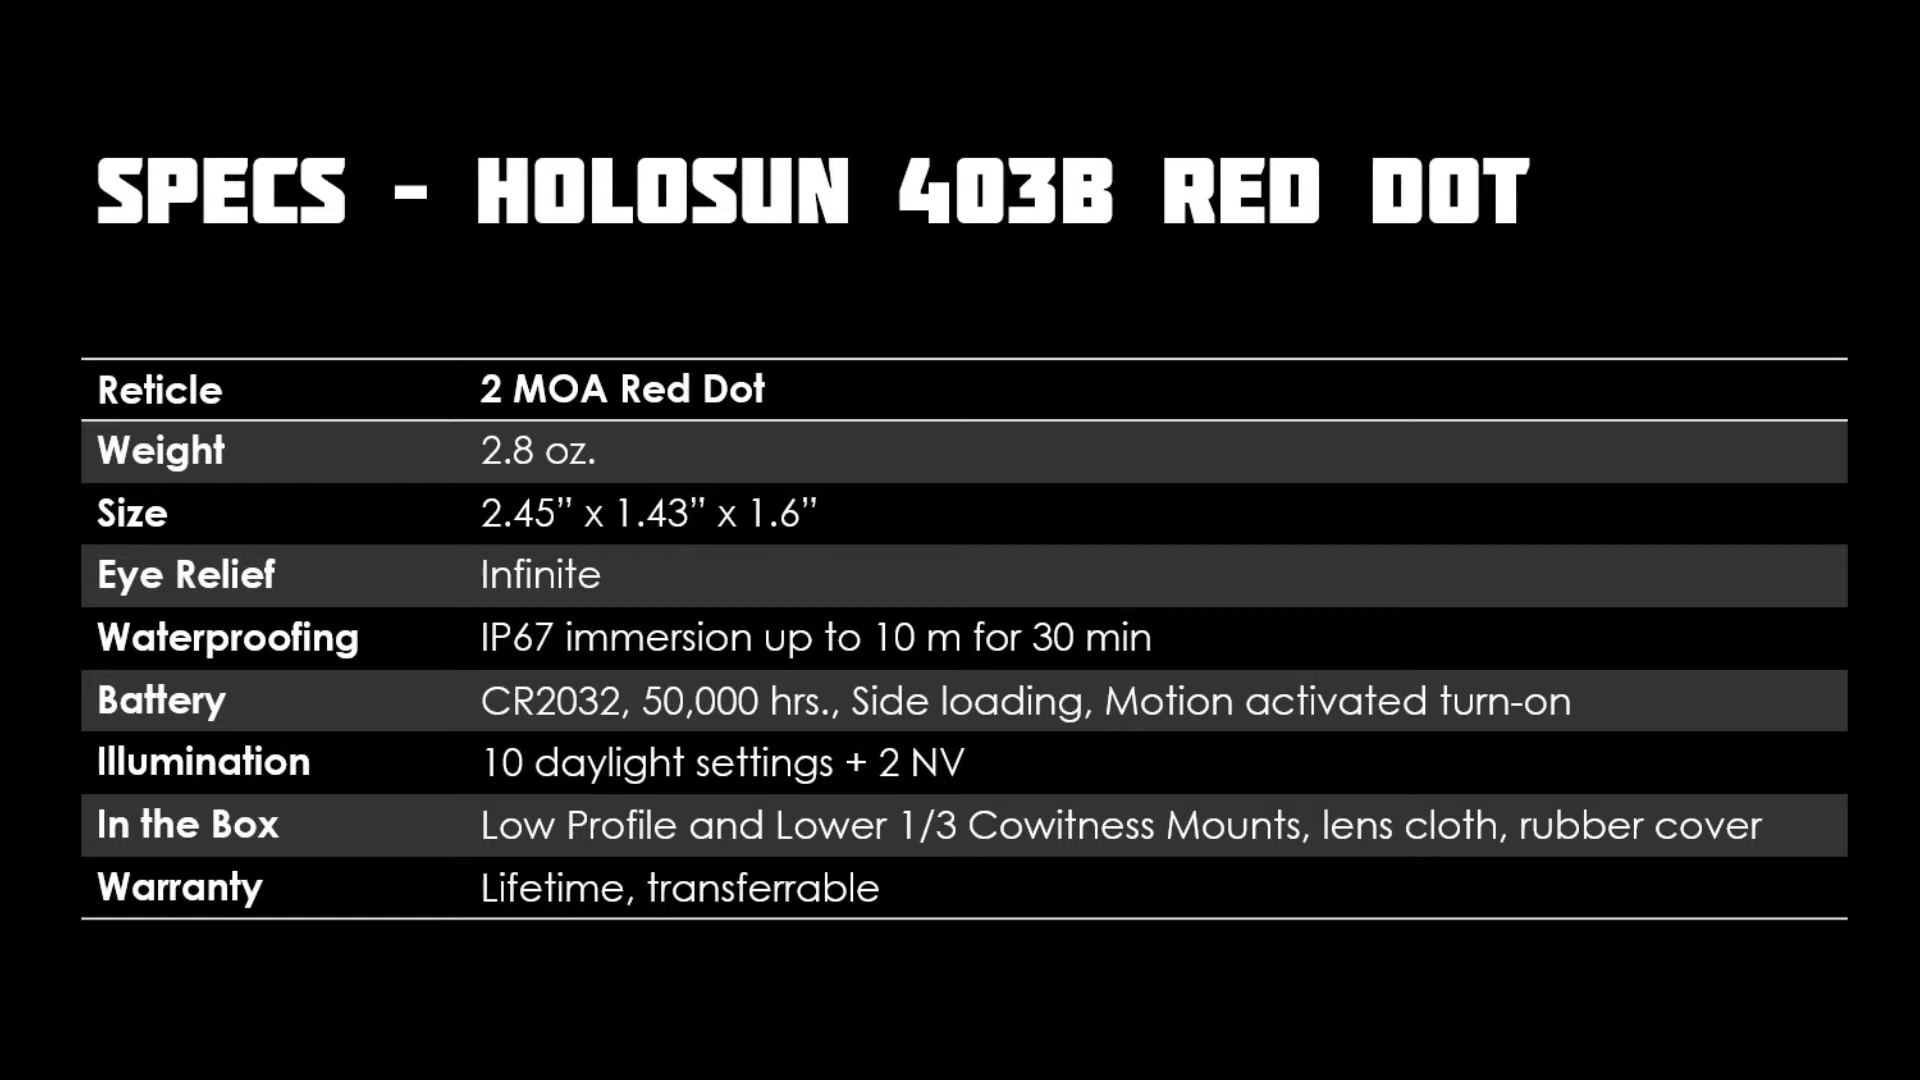 SPECS - HOLOSUN 403B RED DOT
Reticle 2 MOA Red Dot
Weight 2.8 oz.
Size 2.45” x 1.43” x 1.6”
Eye Relief Infinite
Waterproofing IP67 immersion up to 10 m for 30 min
Battery CR2032, 50,000 hrs., Side loading, Motion activated turn-on
Illumination 10 daylight settings + 2 NV
In the Box Low Profile and Lower 1/3 Cowitness Mounts, lens cloth, rubber cover
Warranty Lifetime, transferrable